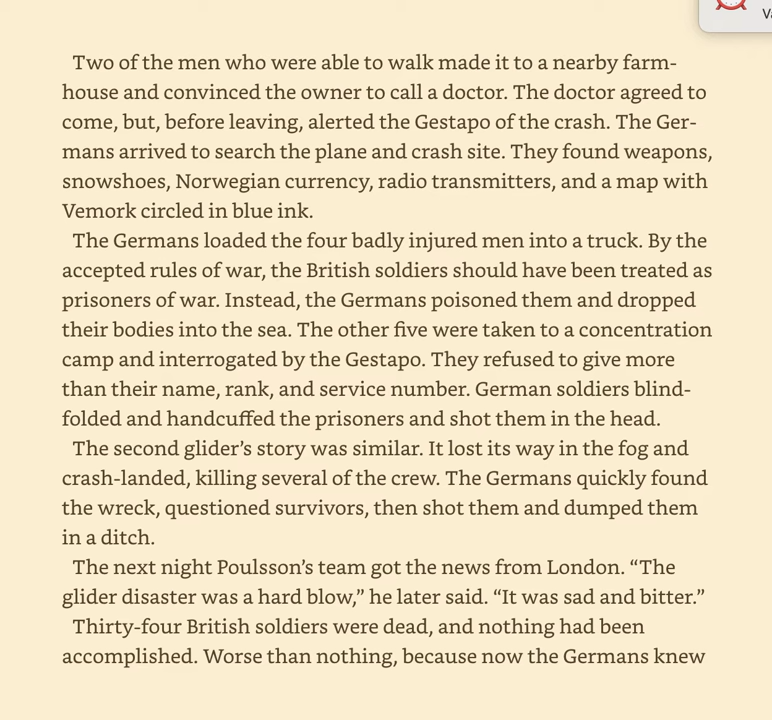 Two of the men who were able to walk made it to a nearby farm-
house and convinced the owner to call a doctor. The doctor agreed to
come, but, before leaving, alerted the Gestapo of the crash. The Ger-
mans arrived to search the plane and crash site. They found weapons,
snowshoes, Norwegian currency, radio transmitters, and a map with
Vemork circled in blue ink.
The Germans loaded the four badly injured men into a truck. By the
accepted rules of war, the British soldiers should have been treated as
prisoners of war. Instead, the Germans poisoned them and dropped
their bodies into the sea. The other five were taken to a concentration
camp and interrogated by the Gestapo. They refused to give more
than their name, rank, and service number. German soldiers blind-
folded and handcuffed the prisoners and shot them in the head.
The second glider’s story was similar. It lost its way in the fog and
crash-landed, killing several of the crew. The Germans quickly found
the wreck, questioned survivors, then shot them and dumped them
in a ditch.
The next night Poulsson’s team got the news from London. “The
glider disaster was a hard blow,” he later said. “It was sad and bitter.”
Thirty-four British soldiers were dead, and nothing had been
accomplished. Worse than nothing, because now the Germans knew